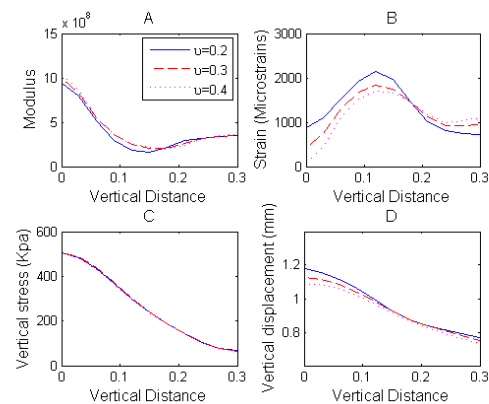 A
x 10⁸
15
10
5
0
Modulus
υ=0.2
υ=0.3
υ=0.4
0 0.1 0.2 0.3
Vertical Distance
B
3000
2000
1000
0
Strain (Microstrains)
0 0.1 0.2 0.3
Vertical Distance
C
600
400
200
0
Vertical stress (Kpa)
0 0.1 0.2 0.3
Vertical Distance
D
1.2
1
0.8
Vertical displacement (mm)
0 0.1 0.2 0.3
Vertical Distance